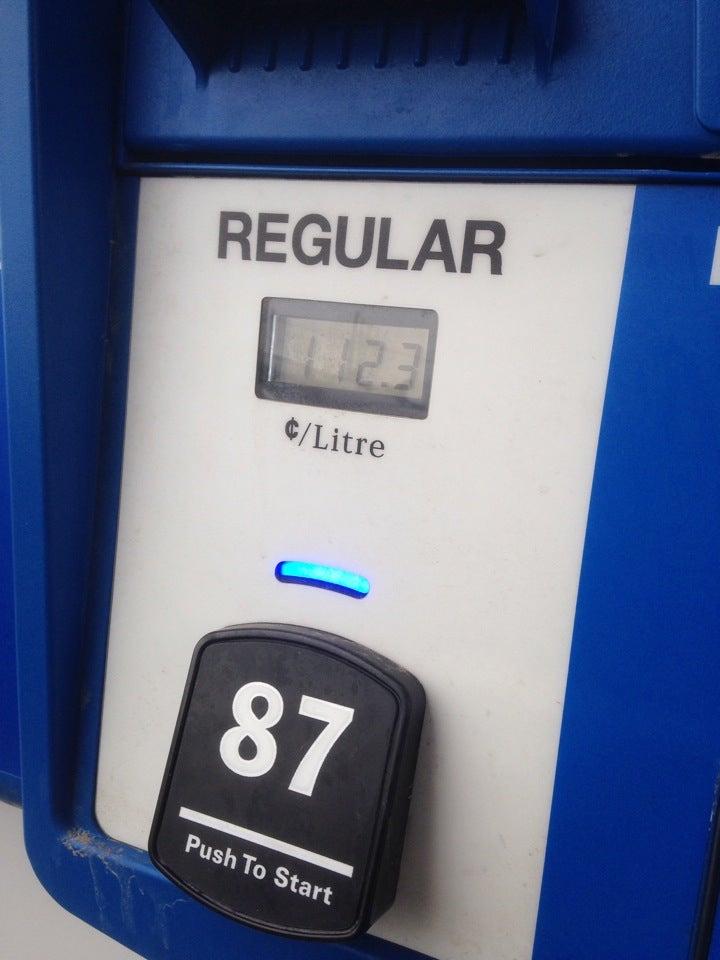 REGULAR
112.3
¢/Litre
87
Push To Start